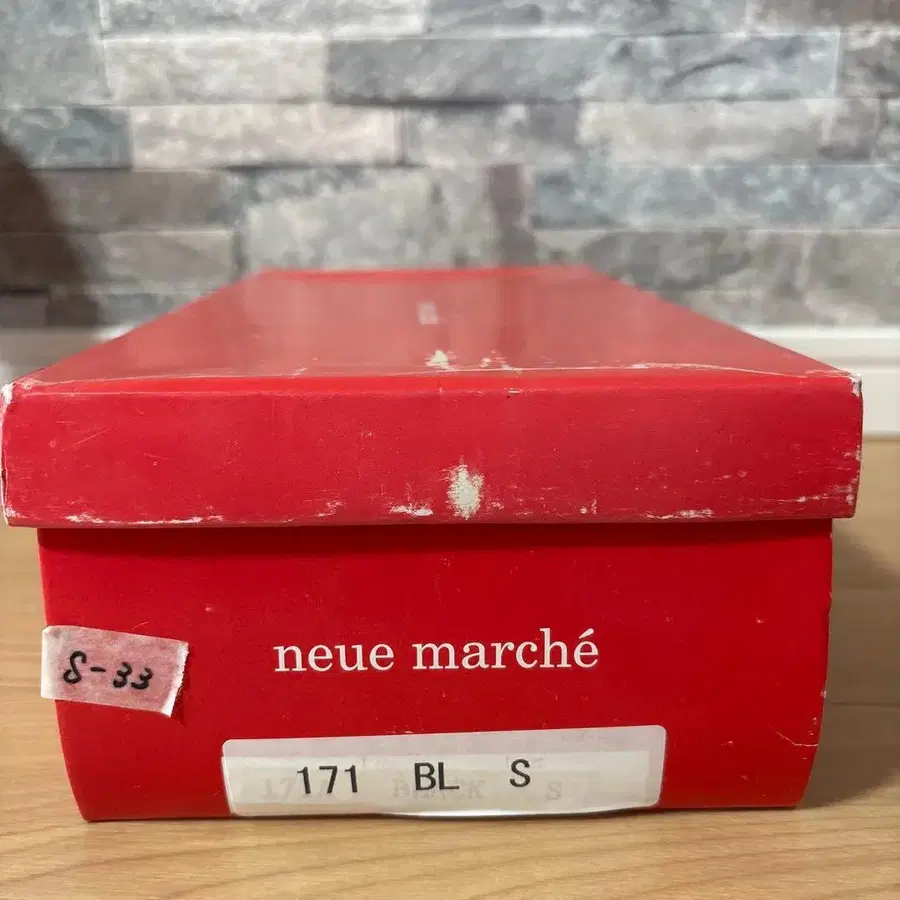 neue marché
S-33
171 BL S